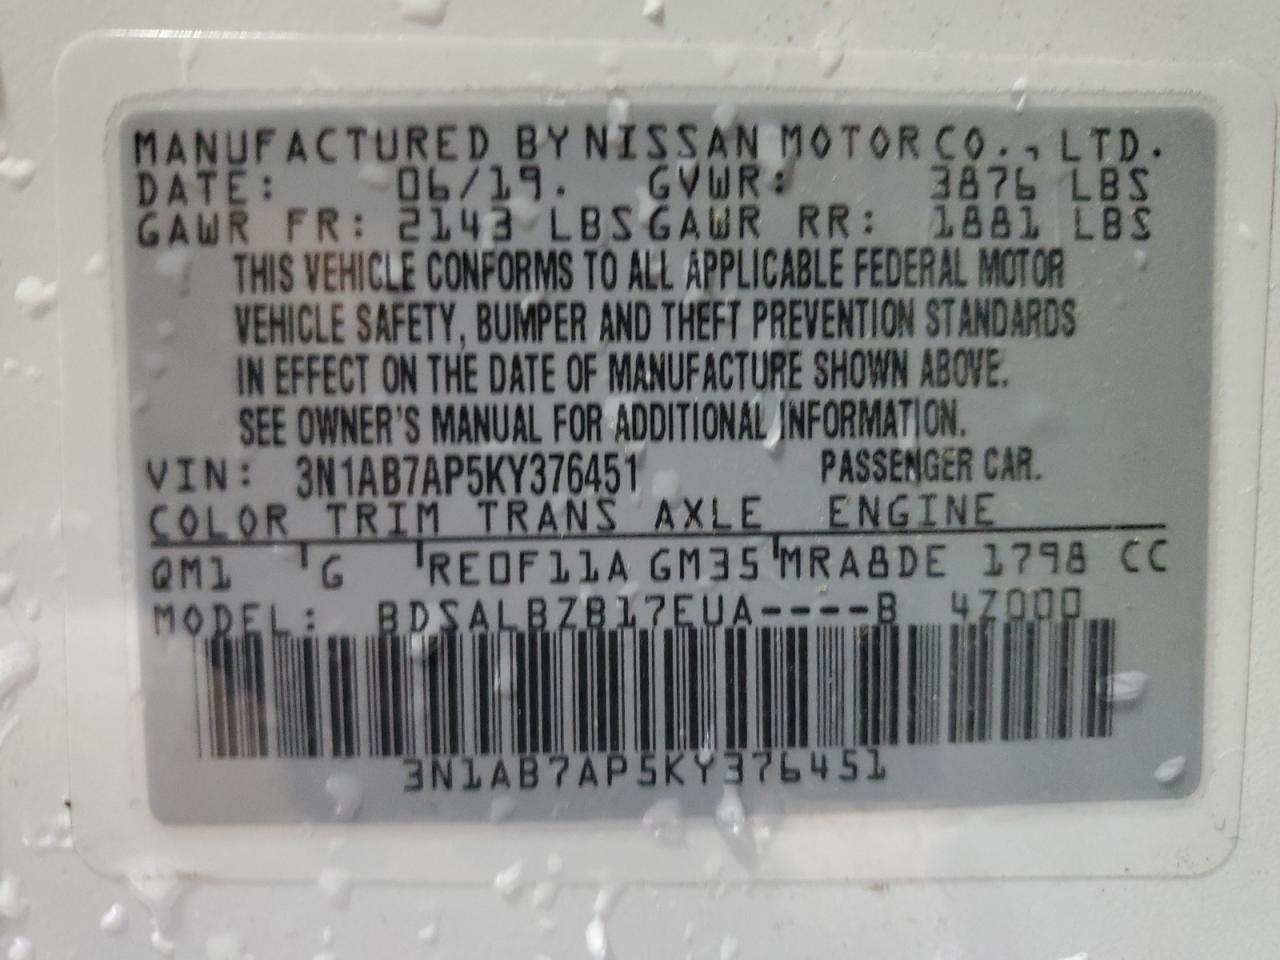 MANUFACTURED BY NISSAN MOTOR CO., LTD.
DATE: 06/19. GVWR: 3876 LBS
GAWR FR: 2143 LBS GAWR RR: 1881 LBS
THIS VEHICLE CONFORMS TO ALL APPLICABLE FEDERAL MOTOR
VEHICLE SAFETY, BUMPER AND THEFT PREVENTION STANDARDS
IN EFFECT ON THE DATE OF MANUFACTURE SHOWN ABOVE.
SEE OWNER'S MANUAL FOR ADDITIONAL INFORMATION.
VIN: 3N1AB7AP5KY376451 PASSENGER CAR.
COLOR TRIM TRANS AXLE ENGINE
QM1 G RE0F11A GM35 MRA8DE 1798 CC
MODEL: BDSALBZB17EUA----B 4Z000
3N1AB7AP5KY376451